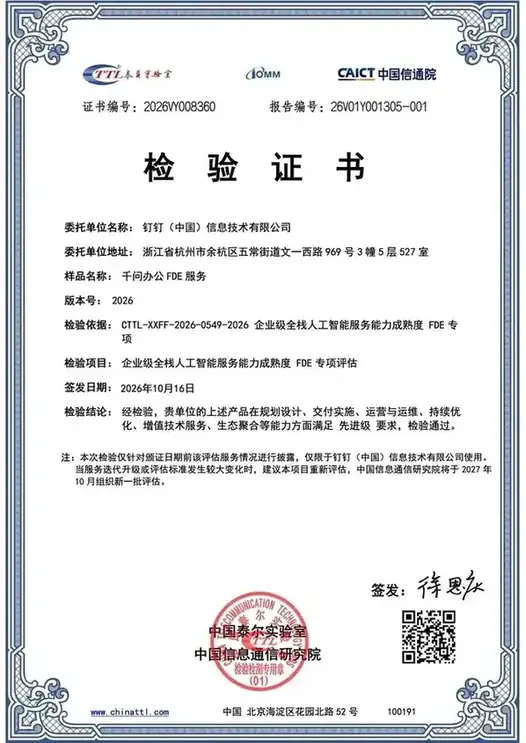 CTTL 泰尔实验室
IOMM
CAICT 中国信通院
证书编号：2026VY008360
报告编号：26V01Y001305-001
检验证书
委托单位名称： 钉钉（中国）信息技术有限公司
委托单位地址： 浙江省杭州市余杭区五常街道文一西路 969 号 3 幢 5 层 527 室
样品名称： 千问办公 FDE 服务
版本号： 2026
检验依据： CTTL-XXFF-2026-0549-2026 企业级全栈人工智能服务能力成熟度 FDE 专
项
检验项目： 企业级全栈人工智能服务能力成熟度 FDE 专项评估
签发日期： 2026年10月16日
检验结论： 经检验，贵单位的上述产品在规划设计、交付实施、运营与运维、持续优
化、增值技术服务、生态聚合等能力方面满足 先进级 要求，检验通过。
注：本次检验仅针对颁证日期前该评估服务情况进行披露，仅限于钉钉（中国）信息技术有限公司使用。
当服务迭代升级或评估标准发生较大变化时，建议本项目重新评估，中国信息通信研究院将于 2027 年
10 月组织新一批评估。
签发：徐恩庆
中国泰尔实验室
中国信息通信研究院
CTTL
检验检测专用章
(01)
www.chinattl.com
中国 北京海淀区花园北路 52 号 100191